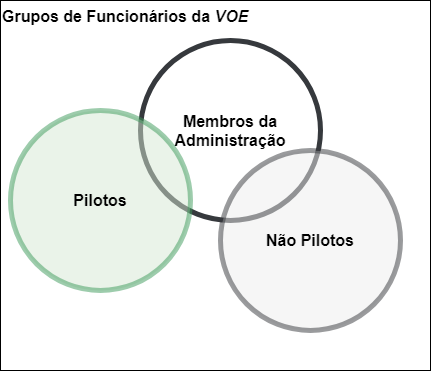 Grupos de Funcionários da VOE
Membros da
Administração
Pilotos
Não Pilotos